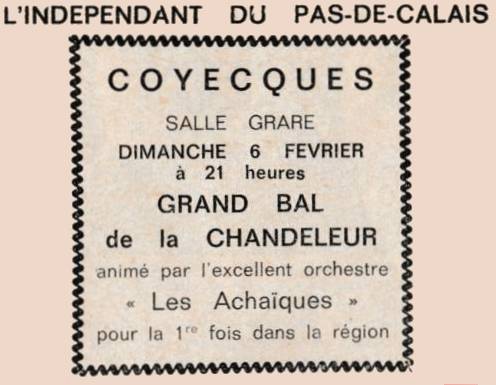 L'INDEPENDANT DU PAS-DE-CALAIS
COYECQUES
SALLE GRARE
DIMANCHE 6 FEVRIER
à 21 heures
GRAND BAL
de la CHANDELEUR
animé par l'excellent orchestre
« Les Achaïques »
pour la 1re fois dans la région